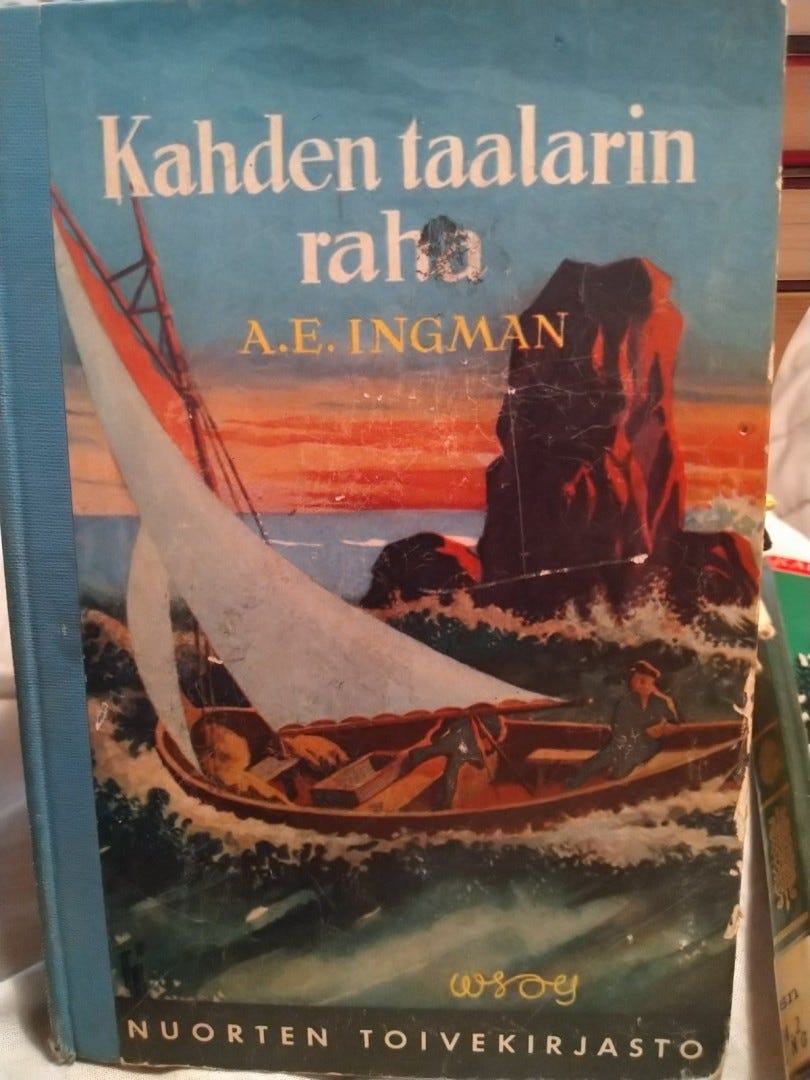 Kahden taalarin
raha
A.E. INGMAN
wsoy
NUORTEN TOIVEKIRJASTO